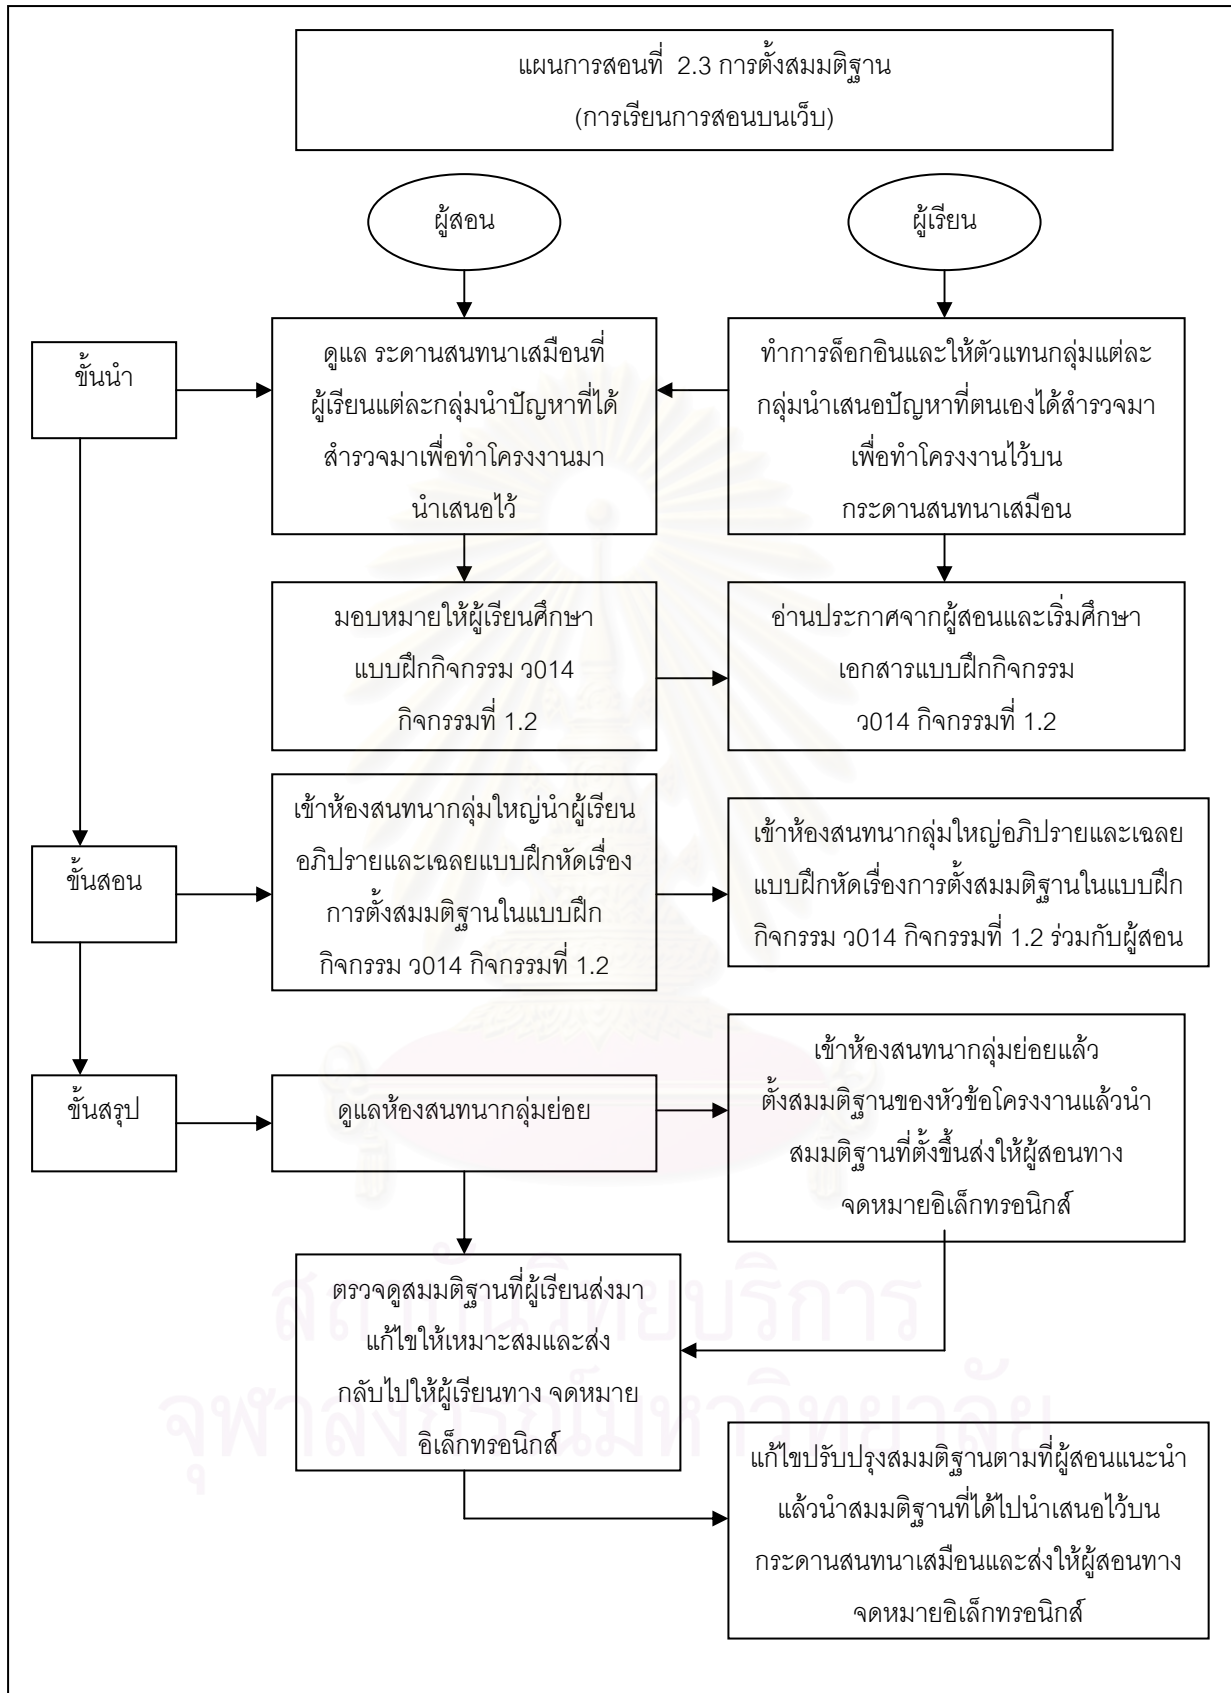 แผนการสอนที่ 2.3 การตั้งสมมติฐาน
(การเรียนการสอนบนเว็บ)
ผู้สอน
ผู้เรียน
ขั้นนำ
ดูแล ระดานสนทนาเสมือนที่
ผู้เรียนแต่ละกลุ่มนำปัญหาที่ได้
สำรวจมาเพื่อทำโครงงานมา
นำเสนอไว้
ทำการล็อกอินและให้ตัวแทนกลุ่มแต่ละ
กลุ่มนำเสนอปัญหาที่ตนเองได้สำรวจมา
เพื่อทำโครงงานไว้บน
กระดานสนทนาเสมือน
มอบหมายให้ผู้เรียนศึกษา
แบบฝึกกิจกรรม ว014
กิจกรรมที่ 1.2
อ่านประกาศจากผู้สอนและเริ่มศึกษา
เอกสารแบบฝึกกิจกรรม
ว014 กิจกรรมที่ 1.2
ขั้นสอน
เข้าห้องสนทนากลุ่มใหญ่นำผู้เรียน
อภิปรายและเฉลยแบบฝึกหัดเรื่อง
การตั้งสมมติฐานในแบบฝึก
กิจกรรม ว014 กิจกรรมที่ 1.2
เข้าห้องสนทนากลุ่มใหญ่อภิปรายและเฉลย
แบบฝึกหัดเรื่องการตั้งสมมติฐานในแบบฝึก
กิจกรรม ว014 กิจกรรมที่ 1.2 ร่วมกับผู้สอน
ขั้นสรุป
ดูแลห้องสนทนากลุ่มย่อย
เข้าห้องสนทนากลุ่มย่อยแล้ว
ตั้งสมมติฐานของหัวข้อโครงงานแล้วนำ
สมมติฐานที่ตั้งขึ้นส่งให้ผู้สอนทาง
จดหมายอิเล็กทรอนิกส์
ตรวจดูสมมติฐานที่ผู้เรียนส่งมา
แก้ไขให้เหมาะสมและส่ง
กลับไปให้ผู้เรียนทาง จดหมาย
อิเล็กทรอนิกส์
แก้ไขปรับปรุงสมมติฐานตามที่ผู้สอนแนะนำ
แล้วนำสมมติฐานที่ได้ไปนำเสนอไว้บน
กระดานสนทนาเสมือนและส่งให้ผู้สอนทาง
จดหมายอิเล็กทรอนิกส์
สถาบันวิทยบริการ
จุฬาลงกรณ์มหาวิทยาลัย